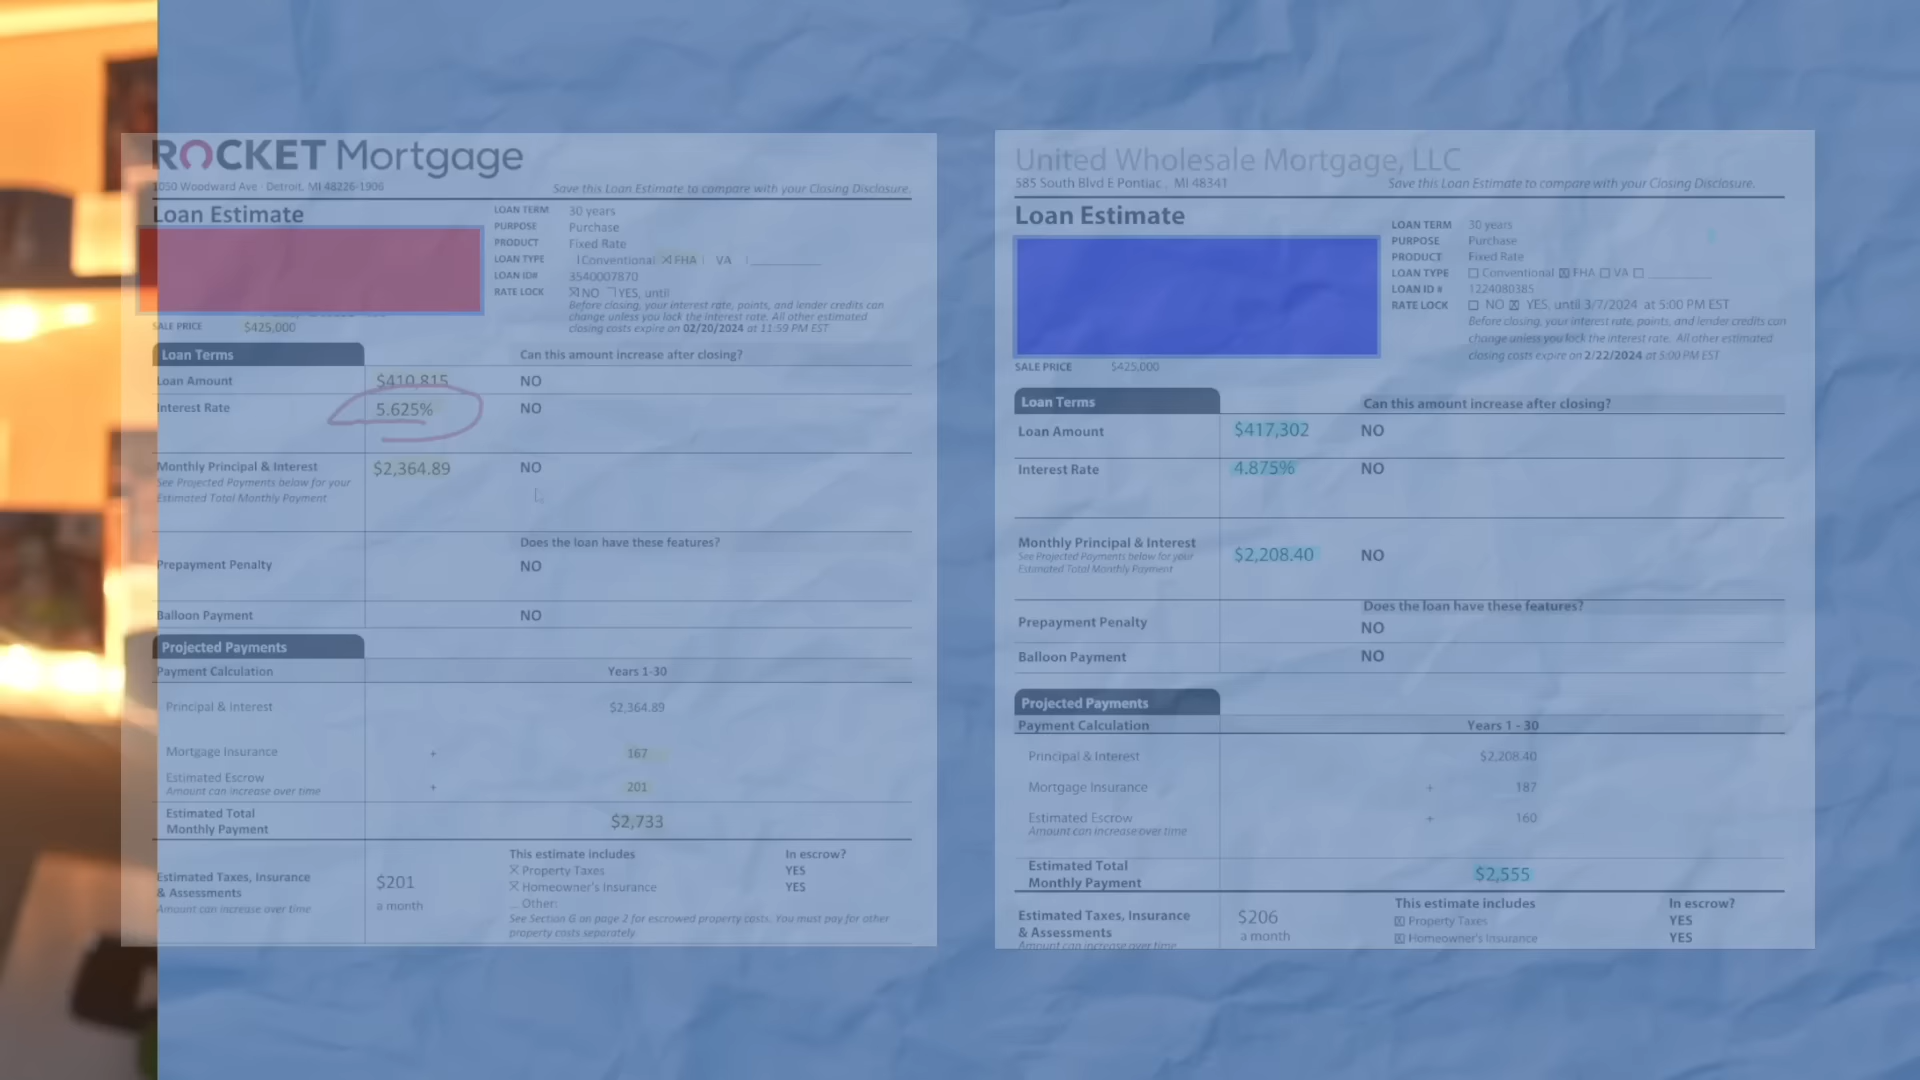 ROCKET Mortgage
1050 Woodward Ave · Detroit, MI 48226-1906
Save this Loan Estimate to compare with your Closing Disclosure.
Loan Estimate
LOAN TERM 30 years
PURPOSE Purchase
PRODUCT Fixed Rate
LOAN TYPE Conventional ☒ FHA VA
LOAN ID# 3540007870
RATE LOCK ☒ NO YES, until
Before closing, your interest rate, points, and lender credits can
change unless you lock the interest rate. All other estimated
closing costs expire on 02/20/2024 at 11:59 PM EST
SALE PRICE $425,000
Loan Terms Can this amount increase after closing?
Loan Amount $410,815 NO
Interest Rate 5.625% NO
Monthly Principal & Interest $2,364.89 NO
See Projected Payments below for your
Estimated Total Monthly Payment
Does the loan have these features?
Prepayment Penalty NO
Balloon Payment NO
Projected Payments
Payment Calculation Years 1-30
Principal & Interest $2,364.89
Mortgage Insurance + 167
Estimated Escrow + 201
Amount can increase over time
Estimated Total
Monthly Payment $2,733
This estimate includes In escrow?
☒ Property Taxes YES
Estimated Taxes, Insurance $201 ☒ Homeowner's Insurance YES
& Assessments
Other:
Amount can increase over time a month
See Section G on page 2 for escrowed property costs. You must pay for other
property costs separately.
United Wholesale Mortgage, LLC
585 South Blvd E Pontiac, MI 48341
Save this Loan Estimate to compare with your Closing Disclosure.
Loan Estimate
LOAN TERM 30 years
PURPOSE Purchase
PRODUCT Fixed Rate
LOAN TYPE ☐ Conventional ☒ FHA ☐ VA ☐
LOAN ID # 1224080385
RATE LOCK ☐ NO ☒ YES, until 3/7/2024 at 5:00 PM EST
Before closing, your interest rate, points, and lender credits can
change unless you lock the interest rate. All other estimated
closing costs expire on 2/22/2024 at 5:00 PM EST
SALE PRICE $425,000
Loan Terms Can this amount increase after closing?
Loan Amount $417,302 NO
Interest Rate 4.875% NO
Monthly Principal & Interest $2,208.40 NO
See Projected Payments below for your
Estimated Total Monthly Payment
Does the loan have these features?
Prepayment Penalty NO
Balloon Payment NO
Projected Payments
Payment Calculation Years 1 - 30
Principal & Interest $2,208.40
Mortgage Insurance + 187
Estimated Escrow + 160
Amount can increase over time
Estimated Total
Monthly Payment $2,555
This estimate includes In escrow?
Estimated Taxes, Insurance $206 ☒ Property Taxes YES
& Assessments a month ☒ Homeowner's Insurance YES
Amount can increase over time